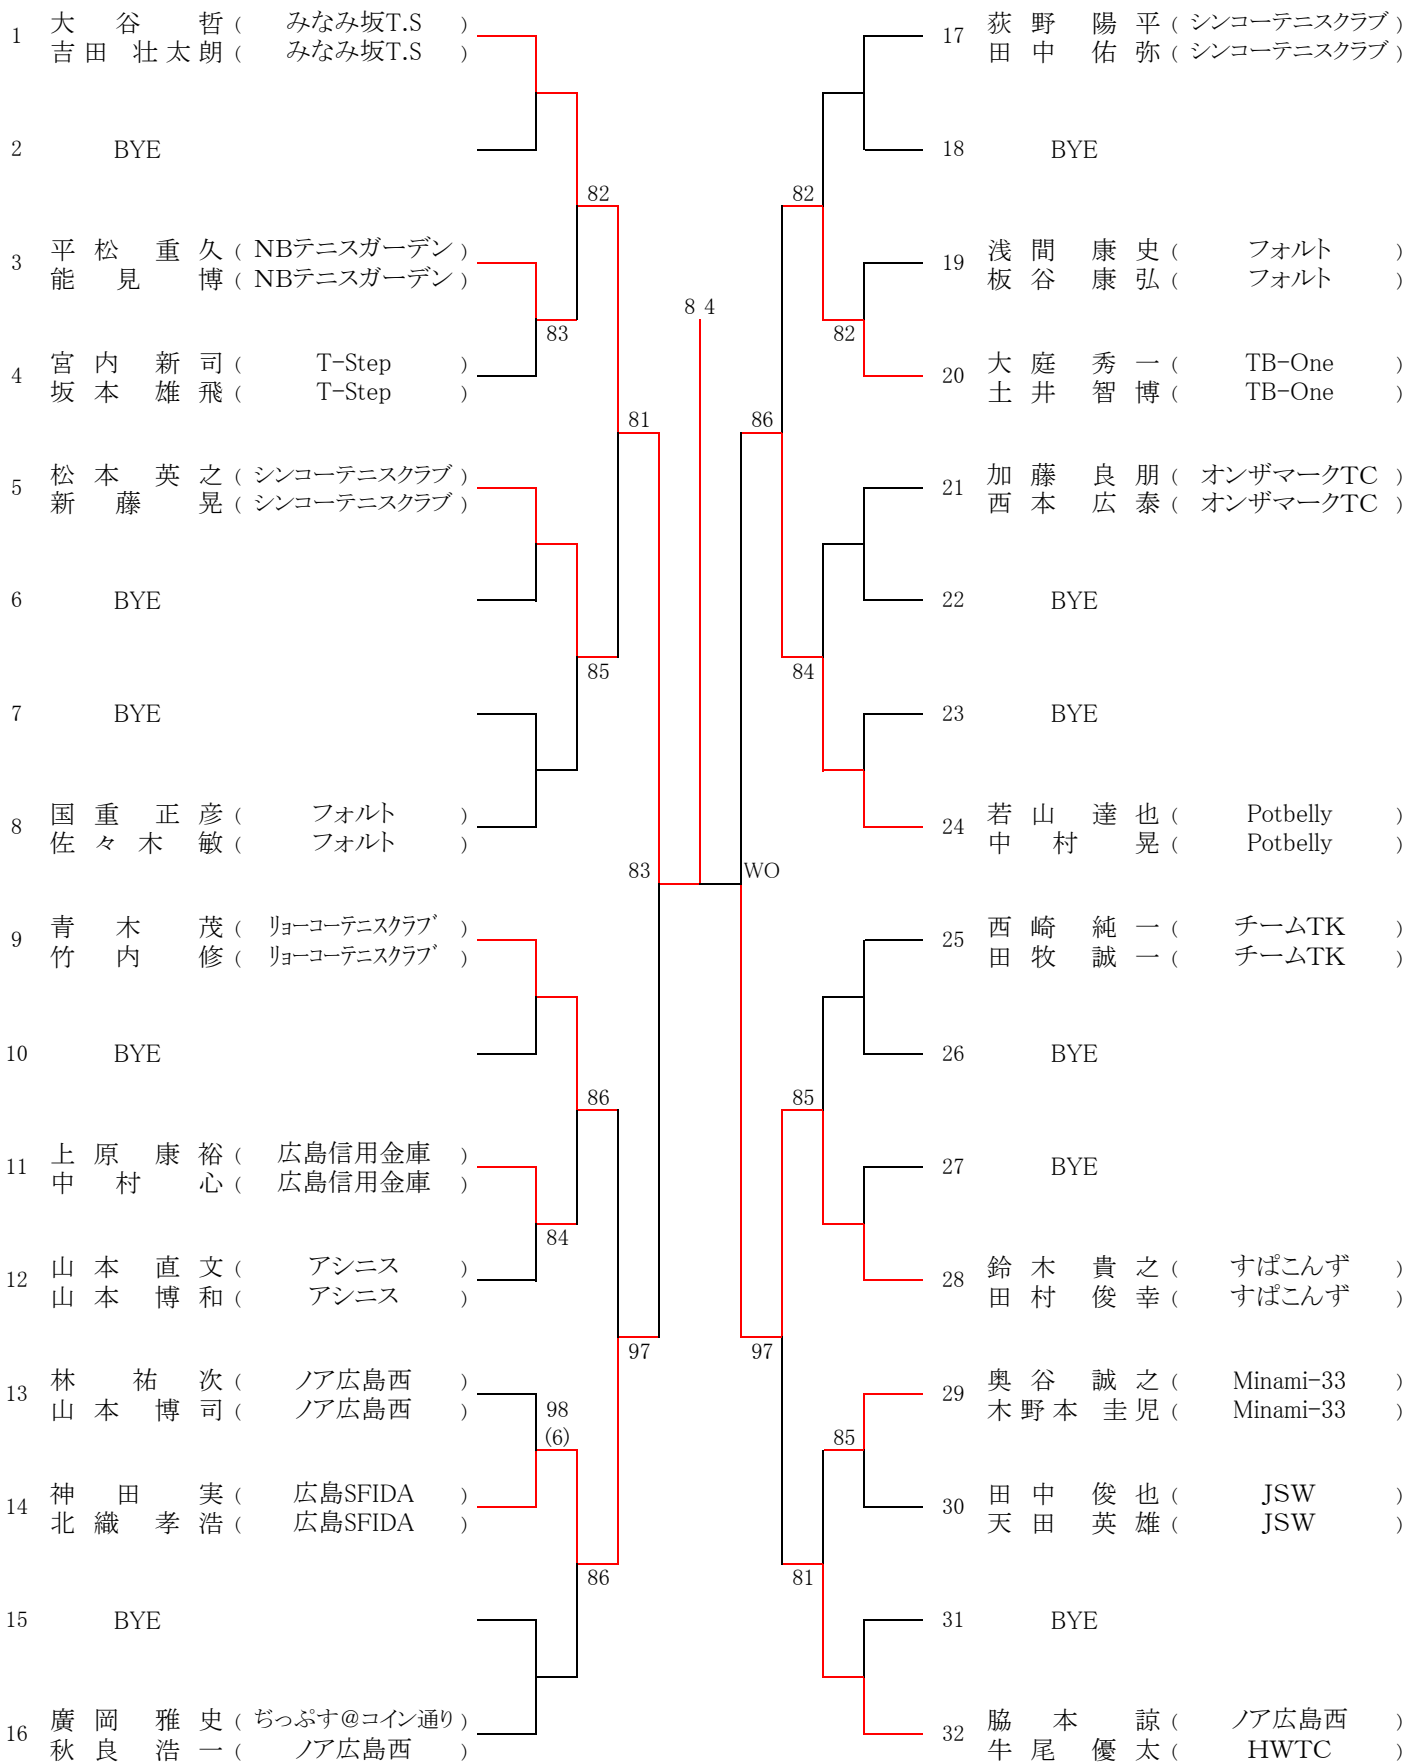 1 大谷 哲 ( みなみ坂T.S )
吉田 壮太朗 ( みなみ坂T.S )
2 BYE
82
3 平松 重久 ( NBテニスガーデン )
能見 博 ( NBテニスガーデン )
83
4 宮内 新司 ( T-Step )
坂本 雄飛 ( T-Step )
81
5 松本 英之 ( シンコーテニスクラブ )
新藤 晃 ( シンコーテニスクラブ )
6 BYE
85
7 BYE
8 国重 正彦 ( フォルト )
佐々木 敏 ( フォルト )
83
9 青木 茂 ( リョーコーテニスクラブ )
竹内 修 ( リョーコーテニスクラブ )
10 BYE
86
11 上原 康裕 ( 広島信用金庫 )
中村 心 ( 広島信用金庫 )
84
12 山本 直文 ( アシニス )
山本 博和 ( アシニス )
97
13 林 祐次 ( ノア広島西 )
山本 博司 ( ノア広島西 )
98
(6)
14 神田 実 ( 広島SFIDA )
北織 孝浩 ( 広島SFIDA )
86
15 BYE
16 廣岡 雅史 ( ぢっぷす@コイン通り )
秋良 浩一 ( ノア広島西 )
8 4
17 荻野 陽平 ( シンコーテニスクラブ )
田中 佑弥 ( シンコーテニスクラブ )
18 BYE
82
19 浅間 康史 ( フォルト )
板谷 康弘 ( フォルト )
82
20 大庭 秀一 ( TB-One )
土井 智博 ( TB-One )
86
21 加藤 良朋 ( オンザマークTC )
西本 広泰 ( オンザマークTC )
22 BYE
84
23 BYE
24 若山 達也 ( Potbelly )
中村 晃 ( Potbelly )
WO
25 西崎 純一 ( チームTK )
田牧 誠一 ( チームTK )
26 BYE
85
27 BYE
28 鈴木 貴之 ( すぱこんず )
田村 俊幸 ( すぱこんず )
97
29 奥谷 誠之 ( Minami-33 )
木野本 圭児 ( Minami-33 )
85
30 田中 俊也 ( JSW )
天田 英雄 ( JSW )
81
31 BYE
32 脇本 諒 ( ノア広島西 )
牛尾 優太 ( HWTC )